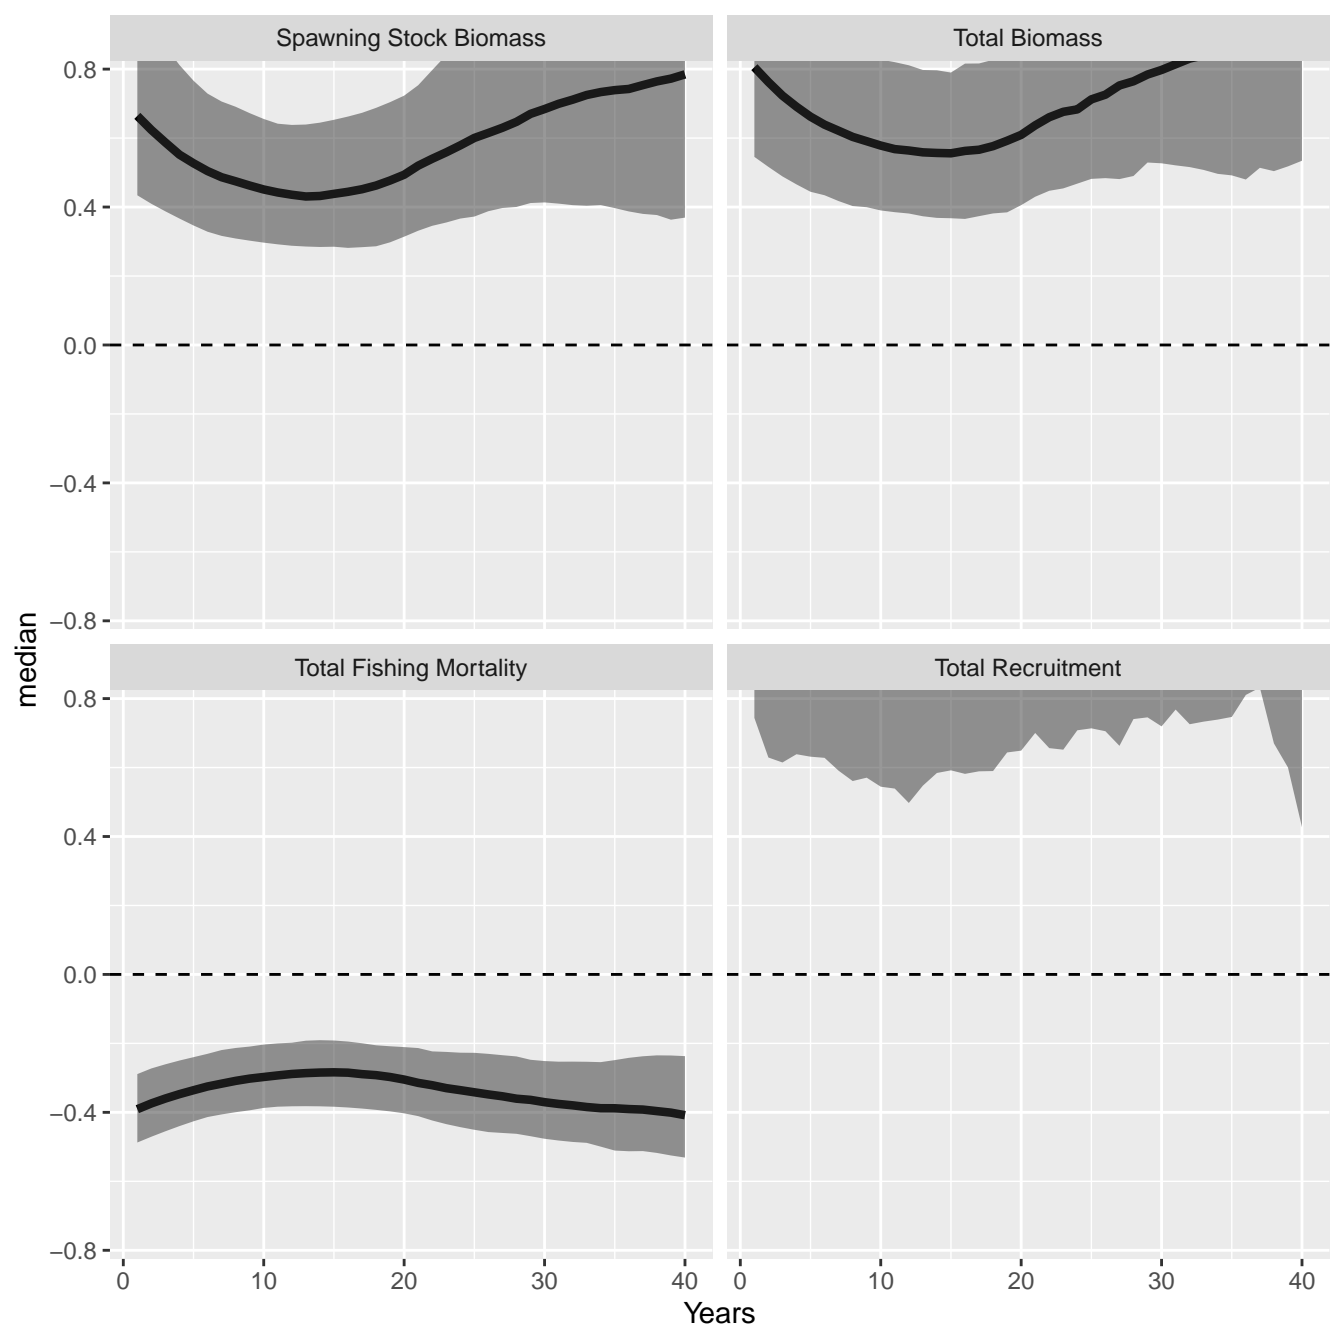 Spawning Stock Biomass
Total Biomass
0.8
0.4
0.0
−0.4
−0.8
median
Total Fishing Mortality
Total Recruitment
0.8
0.4
0.0
−0.4
−0.8
0 10 20 30 40
0 10 20 30 40
Years